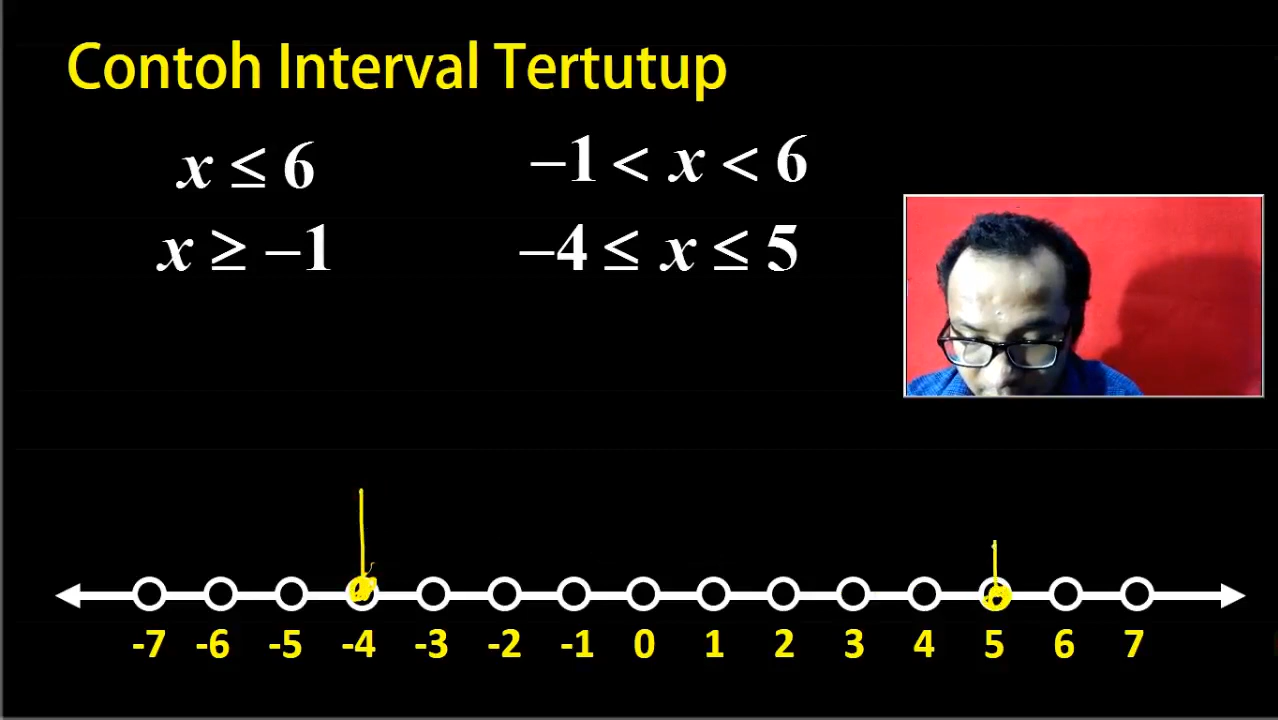 Contoh Interval Tertutup
x ≤ 6
−1 < x < 6
x ≥ −1
−4 ≤ x ≤ 5
-7 -6 -5 -4 -3 -2 -1 0 1 2 3 4 5 6 7